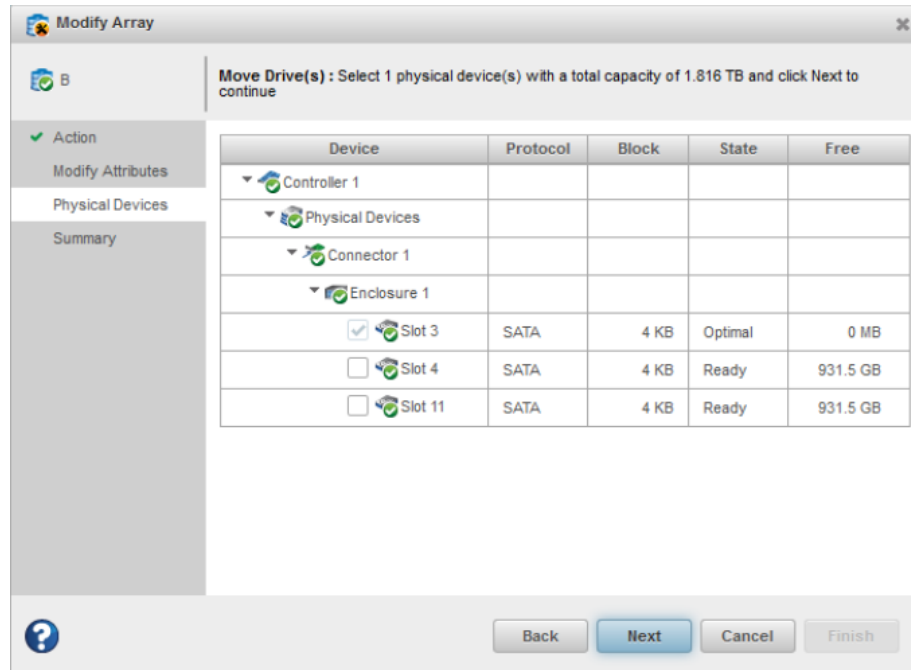 Modify Array
B
Move Drive(s) : Select 1 physical device(s) with a total capacity of 1.816 TB and click Next to
continue
Action
Modify Attributes
Physical Devices
Summary
Device Protocol Block State Free
Controller 1
Physical Devices
Connector 1
Enclosure 1
Slot 3 SATA 4 KB Optimal 0 MB
Slot 4 SATA 4 KB Ready 931.5 GB
Slot 11 SATA 4 KB Ready 931.5 GB
?
Back Next Cancel Finish